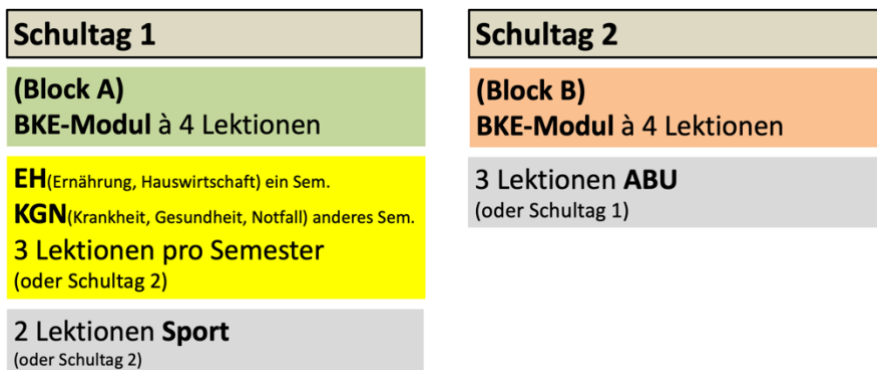 Schultag 1
(Block A)
BKE-Modul à 4 Lektionen
EH(Ernährung, Hauswirtschaft) ein Sem.
KGN(Krankheit, Gesundheit, Notfall) anderes Sem.
3 Lektionen pro Semester
(oder Schultag 2)
2 Lektionen Sport
(oder Schultag 2)
Schultag 2
(Block B)
BKE-Modul à 4 Lektionen
3 Lektionen ABU
(oder Schultag 1)